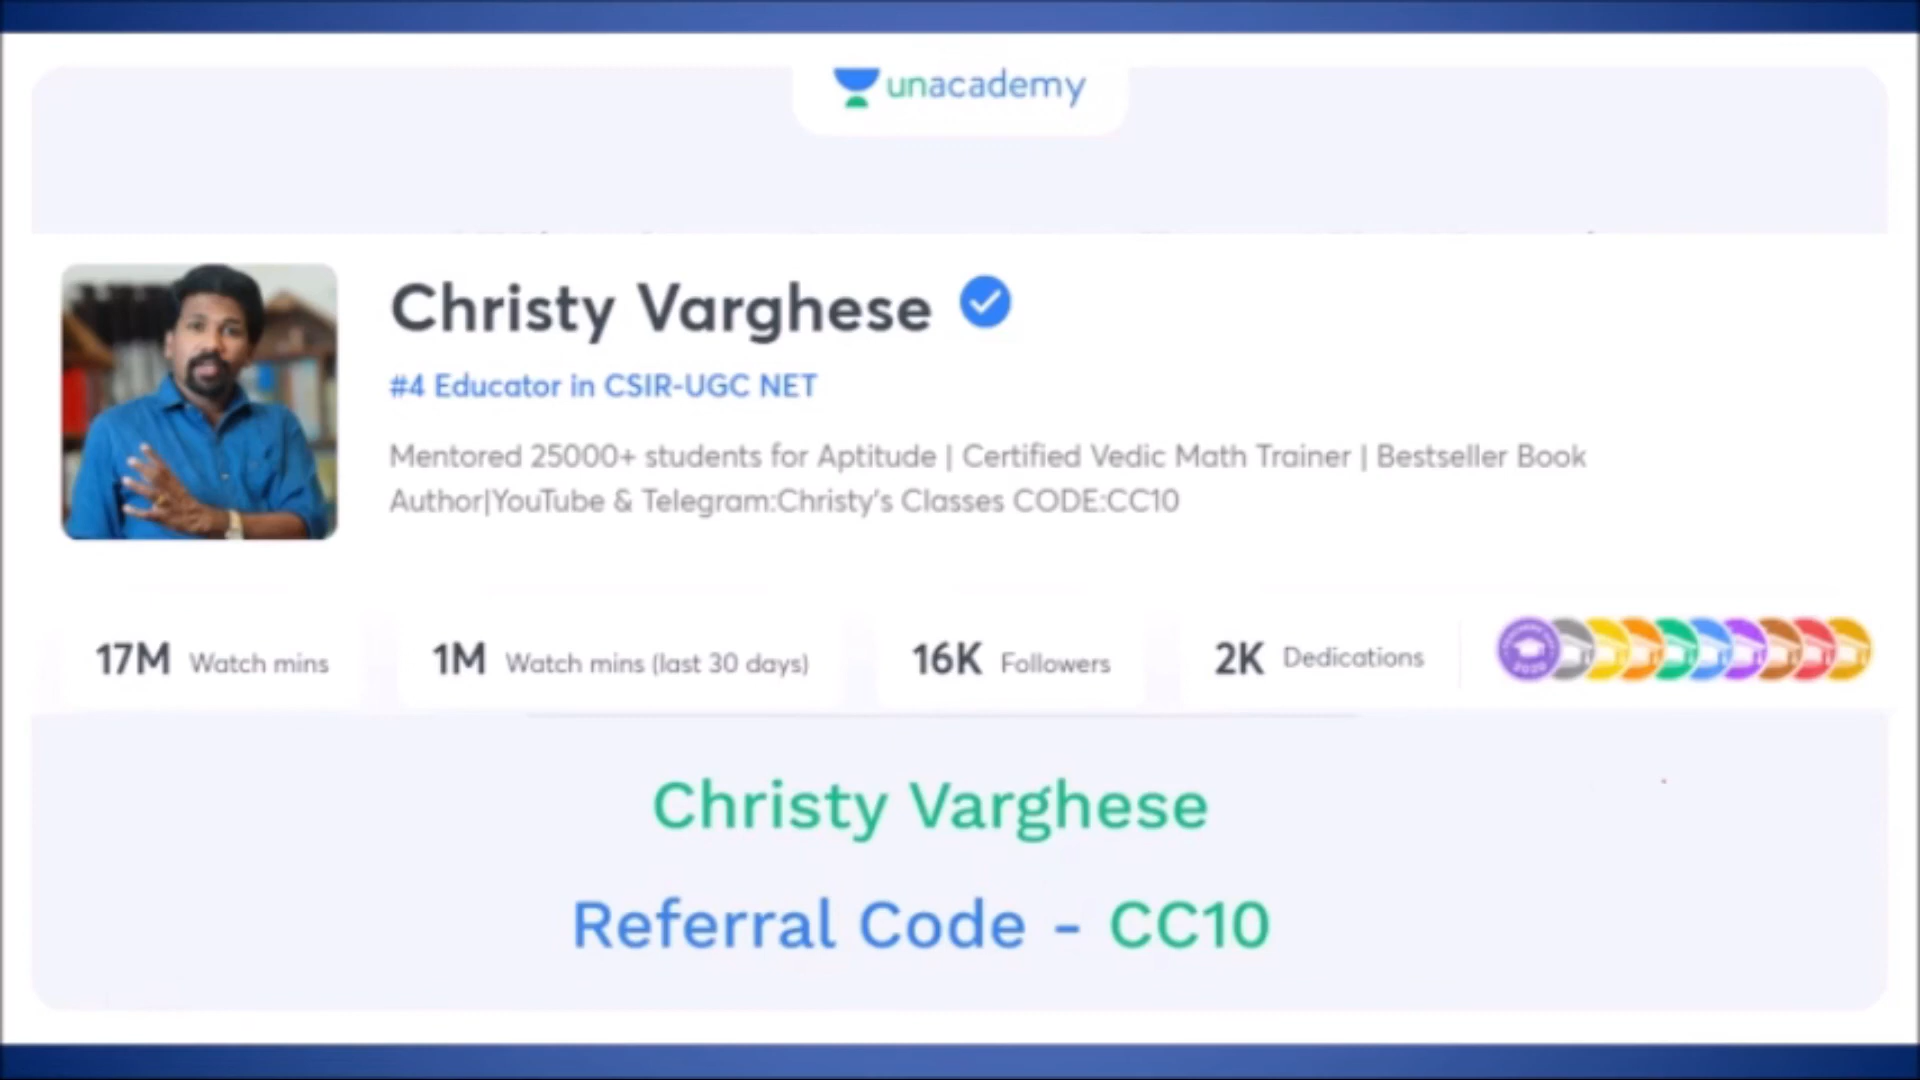 unacademy
Christy Varghese
#4 Educator in CSIR-UGC NET
Mentored 25000+ students for Aptitude | Certified Vedic Math Trainer | Bestseller Book
Author|YouTube & Telegram:Christy's Classes CODE:CC10
17M Watch mins 1M Watch mins (last 30 days) 16K Followers 2K Dedications
2020
Christy Varghese
Referral Code - CC10